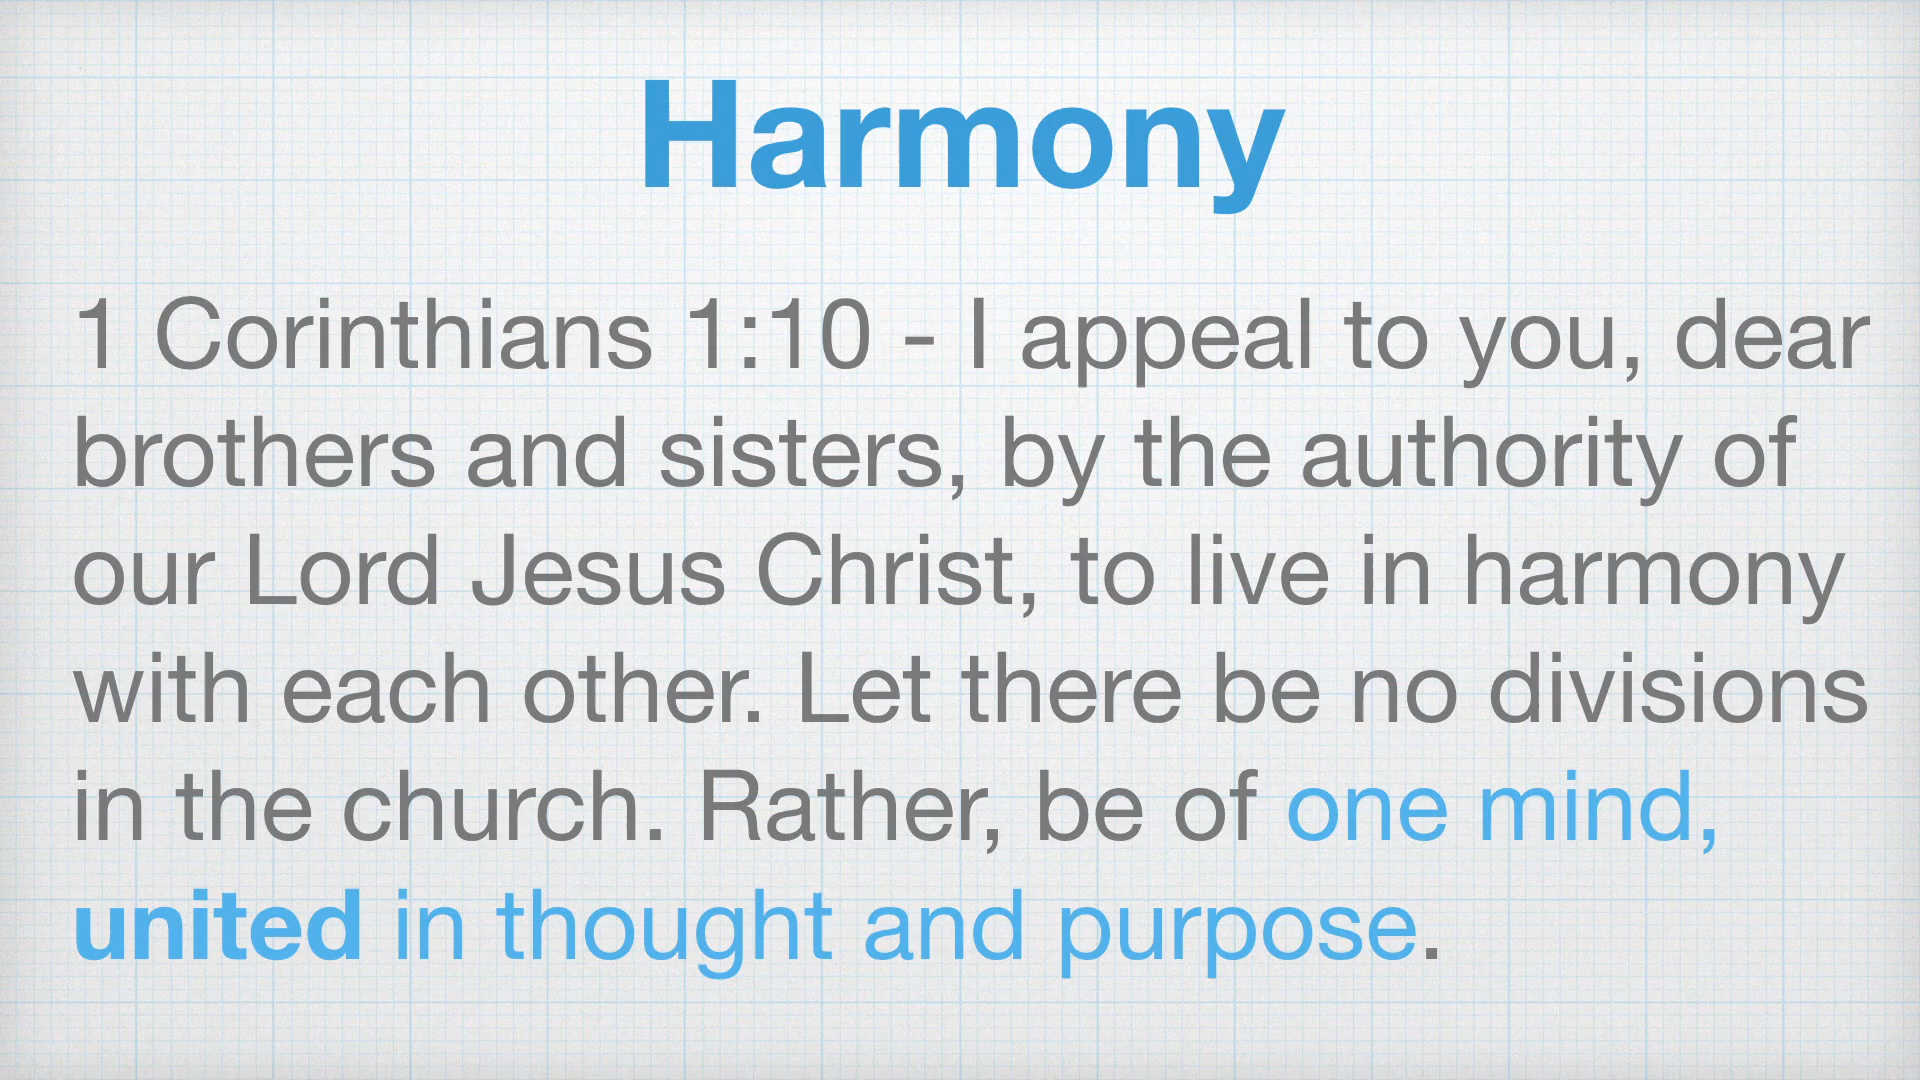 Harmony
1 Corinthians 1:10 - I appeal to you, dear
brothers and sisters, by the authority of
our Lord Jesus Christ, to live in harmony
with each other. Let there be no divisions
in the church. Rather, be of one mind,
united in thought and purpose.